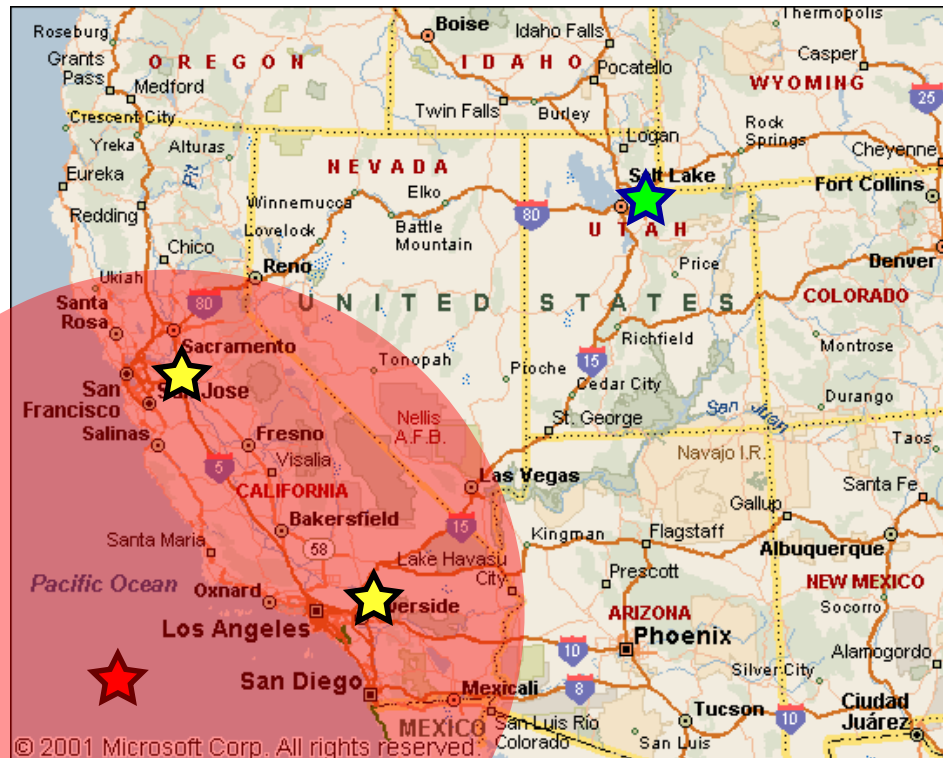 Roseburg
Boise
Idaho Falls
Thermopolis
Grants
Pass
OREGON
IDAHO
Pocatello
Casper
WYOMING
Medford
Twin Falls
Burley
25
Crescent City
Logan
Rock
Springs
Yreka
Alturas
Cheyenne
Eureka
NEVADA
Salt Lake
Fort Collins
Redding
Winnemucca
Elko
80
UTAH
Lovelock
Battle
Mountain
Chico
Reno
Price
Denver
Ukiah
80
UNITED STATES
COLORADO
Santa
Rosa
Sacramento
Richfield
Montrose
Tonopah
Pioche
15
San
Francisco
Jose
Cedar City
Durango
St. George
San Juan
Salinas
Fresno
Nellis
A.F.B.
Navajo I.R.
Taos
Visalia
5
CALIFORNIA
Las Vegas
Gallup
Santa Fe
Bakersfield
15
Kingman
Flagstaff
Albuquerque
Santa Maria
58
Lake Havasu
City
Prescott
NEW MEXICO
Pacific Ocean
Oxnard
erside
ARIZONA
Socorro
Los Angeles
10
Phoenix
Alamogordo
San Diego
Mexicali
8
Silver City
MEXICO
San Luis Río
Colorado
Tucson
San Luis
10
Ciudad
Juárez
© 2001 Microsoft Corp. All rights reserved.